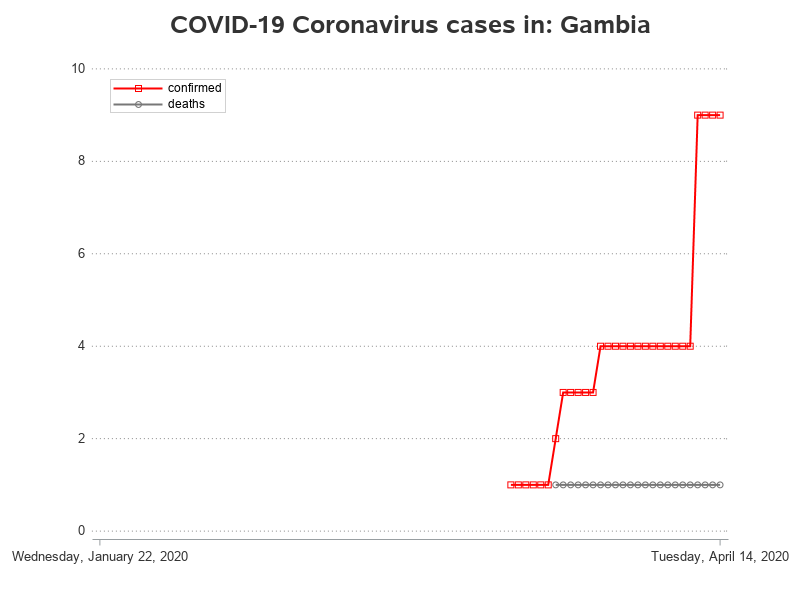 COVID-19 Coronavirus cases in: Gambia
10
confirmed
deaths
8
6
4
2
0
Wednesday, January 22, 2020
Tuesday, April 14, 2020